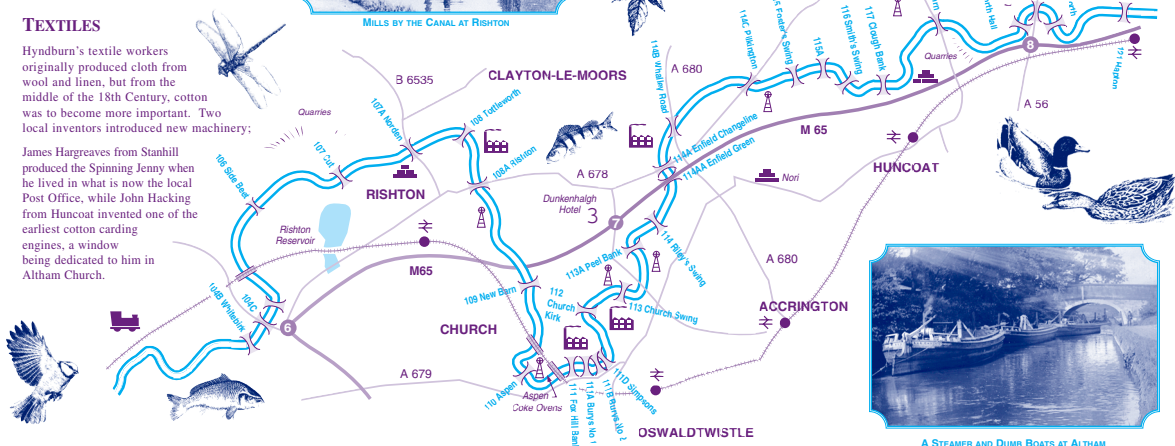 TEXTILES
Hyndburn's textile workers
originally produced cloth from
wool and linen, but from the
middle of the 18th Century, cotton
was to become more important. Two
local inventors introduced new machinery;
James Hargreaves from Stanhill
produced the Spinning Jenny when
he lived in what is now the local
Post Office, while John Hacking
from Huncoat invented one of the
earliest cotton carding
engines, a window
being dedicated to him in
Altham Church.
MILLS BY THE CANAL AT RISHTON
B 6535
CLAYTON-LE-MOORS
A 680
114B Whalley Road
114C Pilkington
Foster's Swing
115A
116 Smith's Swing
117 Clough Bank
Quarries
8
121 Hapton
A 56
M 65
HUNCOAT
Quarries
107A Norden
108 Tottleworth
107 Cut
106 Side Beet
RISHTON
108A Rishton
A 678
114A Enfield Changeline
114AA Enfield Green
Nori
Dunkenhalgh
Hotel
3
7
Rishton
Reservoir
M65
114 Riley's Swing
113A Peel Bank
A 680
109 New Barn
112
Church
Kirk
113 Church Swing
ACCRINGTON
104B Whitebirk
104C
6
CHURCH
A 679
110 Aspen
Aspen
Coke Ovens
111 Fox Hill Bank
111A Burys No 1
111B Burys No 2
111D Simpsons
OSWALDTWISTLE
A STEAMER AND DUMB BOATS AT ALTHAM